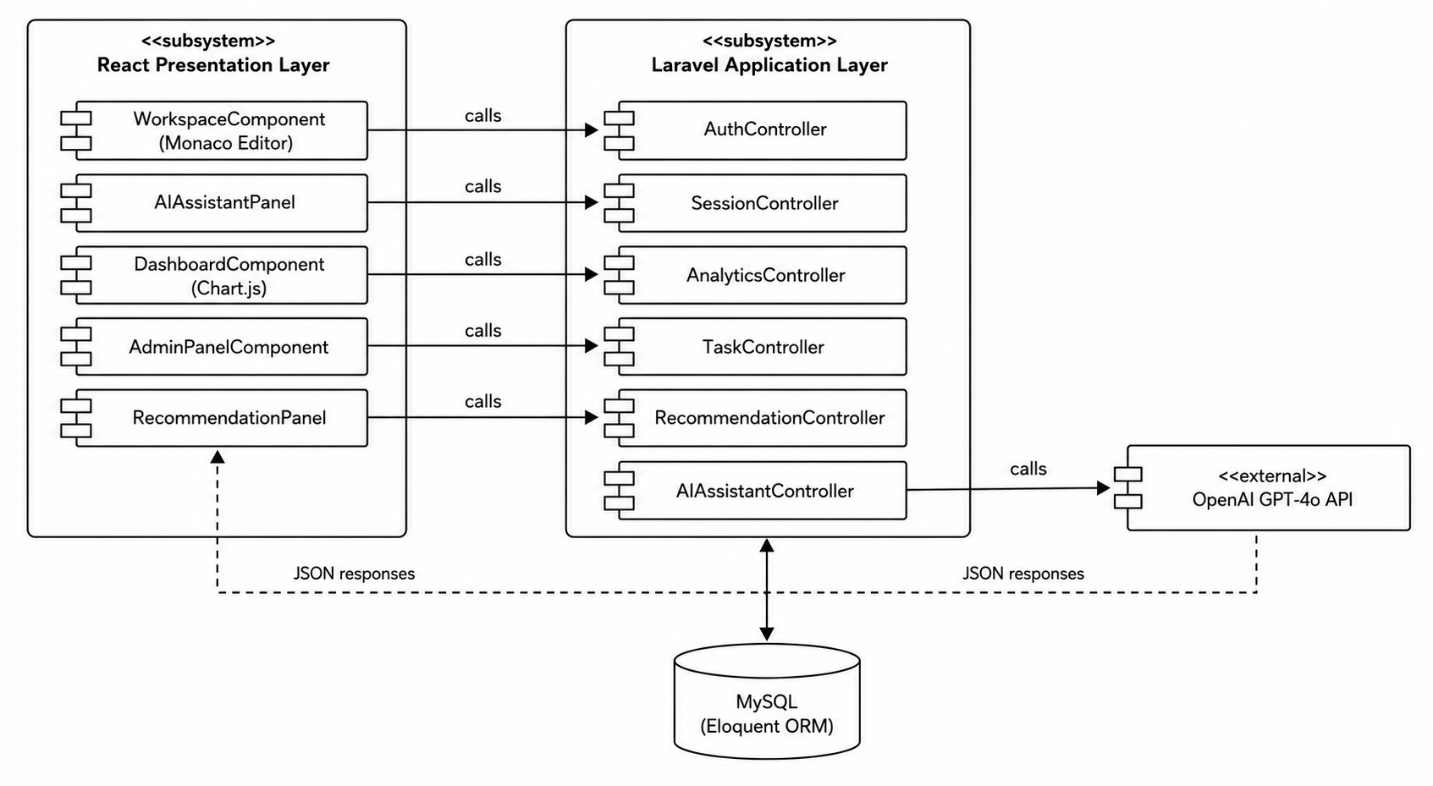 <<subsystem>>
React Presentation Layer
WorkspaceComponent
(Monaco Editor)
AIAssistantPanel
DashboardComponent
(Chart.js)
AdminPanelComponent
RecommendationPanel
calls
calls
calls
calls
calls
<<subsystem>>
Laravel Application Layer
AuthController
SessionController
AnalyticsController
TaskController
RecommendationController
AIAssistantController
calls
<<external>>
OpenAI GPT-4o API
JSON responses
JSON responses
MySQL
(Eloquent ORM)